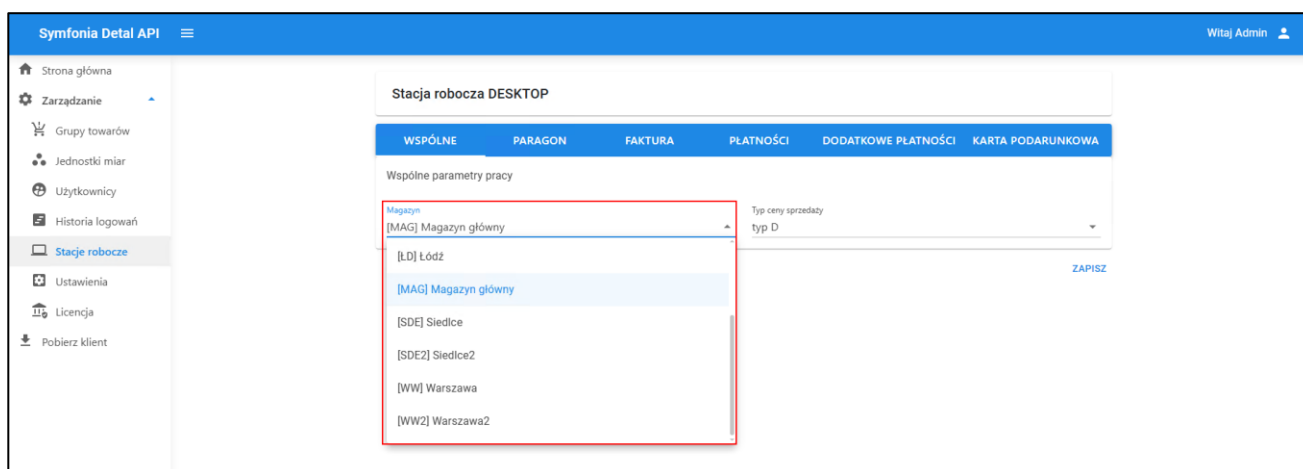 Symfonia Detal API
Witaj Admin
Strona główna
Zarządzanie
Grupy towarów
Jednostki miar
Użytkownicy
Historia logowań
Stacje robocze
Ustawienia
Licencja
Pobierz klient
Stacja robocza DESKTOP
WSPÓLNE PARAGON FAKTURA PŁATNOŚCI DODATKOWE PŁATNOŚCI KARTA PODARUNKOWA
Wspólne parametry pracy
Magazyn
[MAG] Magazyn główny
Typ ceny sprzedaży
typ D
[ŁD] Łódź
[MAG] Magazyn główny
[SDE] Siedlce
[SDE2] Siedlce2
[WW] Warszawa
[WW2] Warszawa2
ZAPISZ